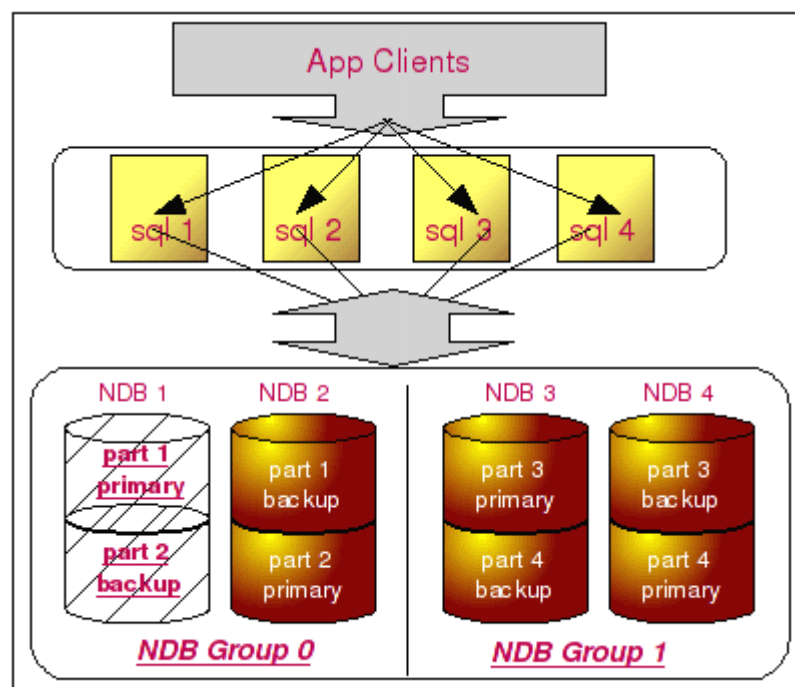 App Clients
sql 1
sql 2
sql 3
sql 4
NDB 1
NDB 2
NDB 3
NDB 4
part 1
primary
part 2
backup
part 1
backup
part 2
primary
part 3
primary
part 4
backup
part 3
backup
part 4
primary
NDB Group 0
NDB Group 1